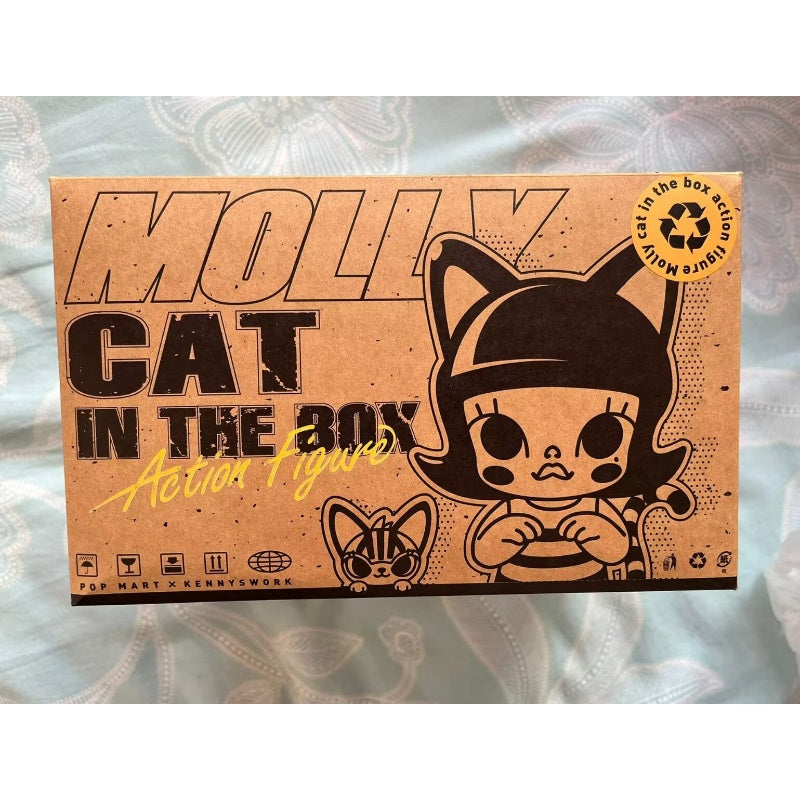 MOLLY
CAT
IN THE BOX
Action Figure
Molly cat in the box action figure
POP MART × KENNYSWORK